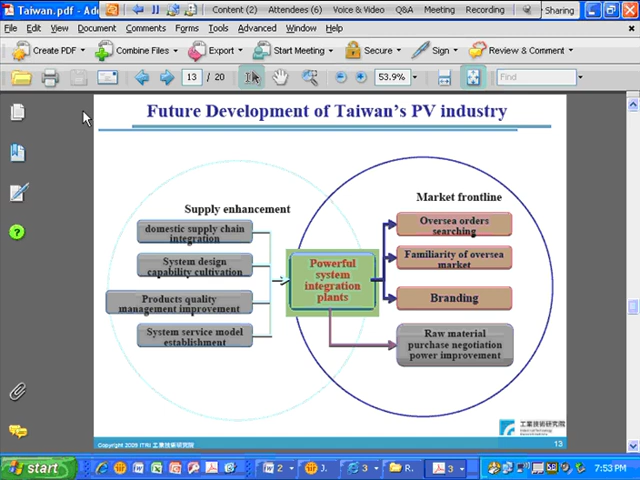 Taiwan.pdf - Ad
Content (2)
Attendees (6)
Voice & Video
Q&A
Meeting
Recording
Sharing
File
Edit
View
Document
Comments
Forms
Tools
Advanced
Window
Help
Create PDF
Combine Files
Export
Start Meeting
Secure
Sign
Review & Comment
13 / 20
53.9%
Find
Future Development of Taiwan's PV industry
Supply enhancement
Market frontline
domestic supply chain
integration
System design
capability cultivation
Products quality
management improvement
System service model
establishment
Powerful
system
integration
plants
Oversea orders
searching
Familiarity of oversea
market
Branding
Raw material
purchase negotiation
power improvement
工業技術研究院
Copyright 2009 ITRI 工業技術研究院
13
start
2
J.
3
R.
3
7:53 PM